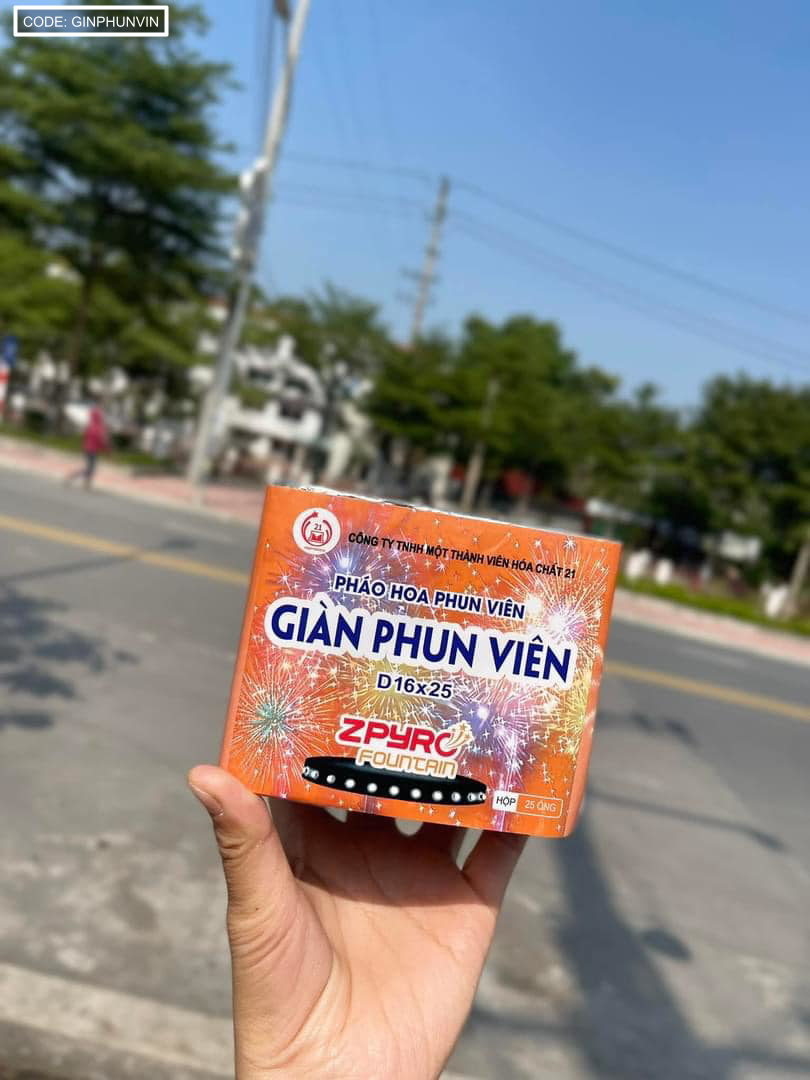 CODE: GINPHUNVIN
21
CÔNG TY TNHH MỘT THÀNH VIÊN HÓA CHẤT 21
PHÁO HOA PHUN VIÊN
GIÀN PHUN VIÊN
D16x25
ZPYRO
FOUNTAIN
HỘP 25 ỐNG